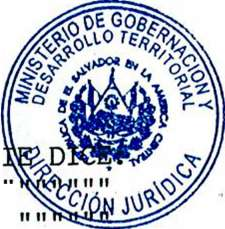 MINISTERIO DE GOBERNACION Y
DESARROLLO TERRITORIAL
REPUBLICA DE EL SALVADOR EN LA AMERICA CENTRAL
IE DICE:
"""""""
""""""
DIRECCIÓN JURÍDICA